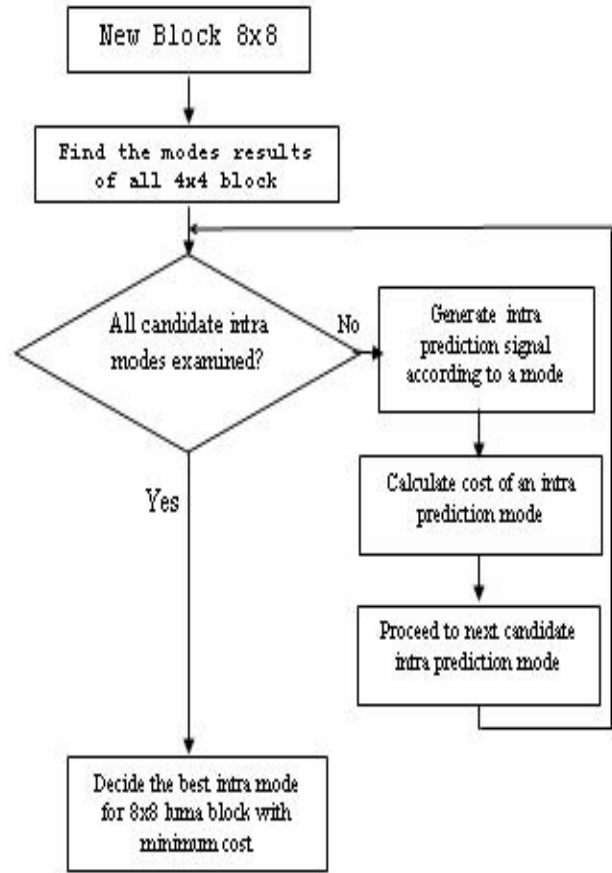 New Block 8x8
Find the modes results
of all 4x4 block
All candidate intra
modes examined?
No
Generate intra
prediction signal
according to a mode
Calculate cost of an intra
prediction mode
Proceed to next candidate
intra prediction mode
Yes
Decide the best intra mode
for 8x8 luma block with
minimum cost